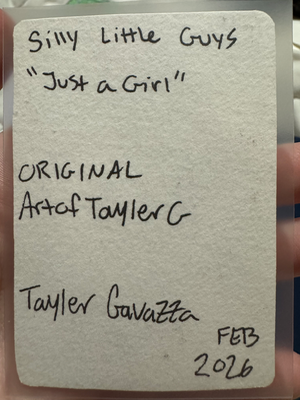 Silly Little Guys
"Just a Girl"
ORIGINAL
Art of Tayler G
Tayler Gavazza
FEB
2026